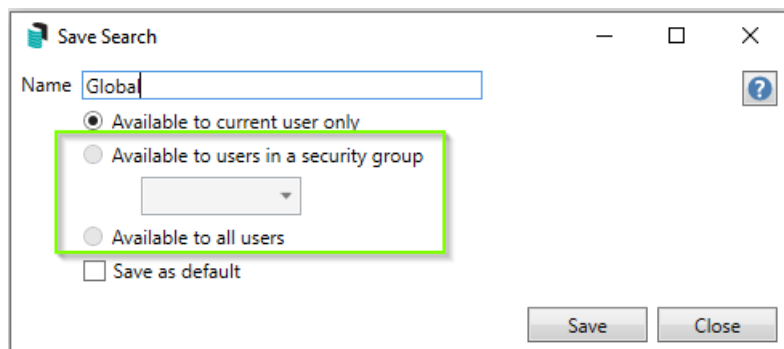 Save Search
Name Global
Available to current user only
Available to users in a security group
Available to all users
Save as default
Save Close